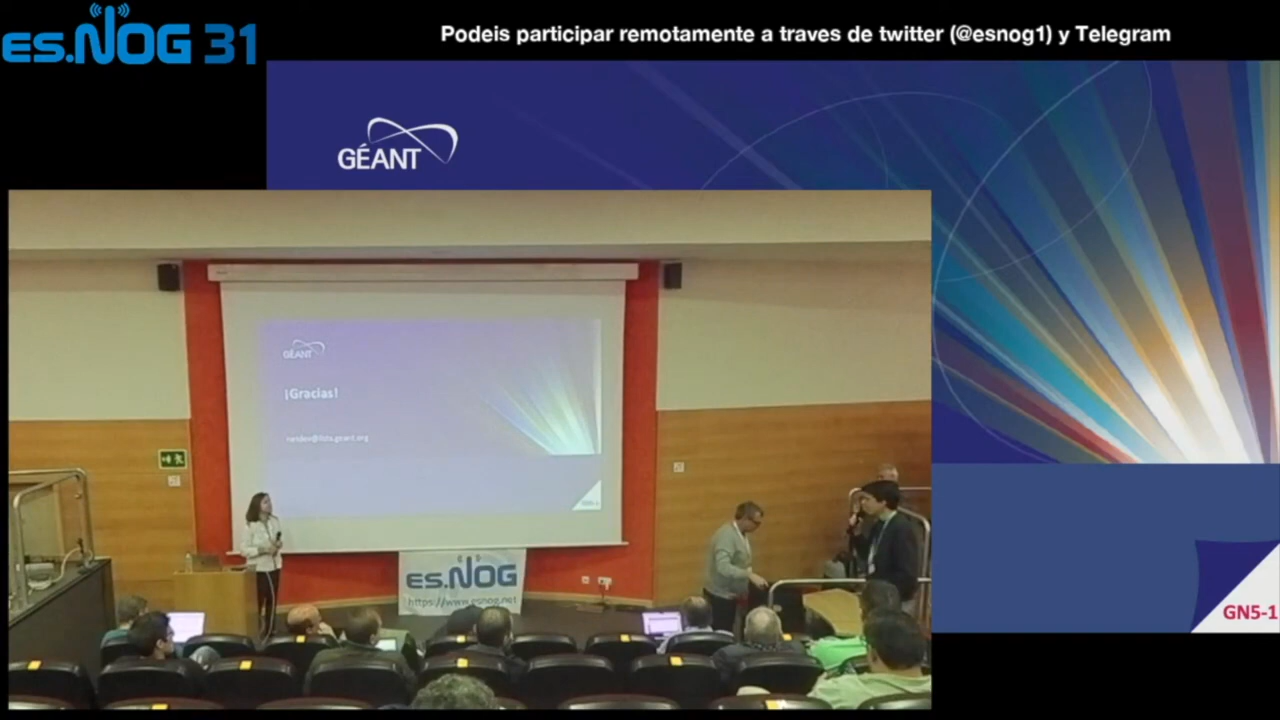 es.NOG 31
Podeis participar remotamente a traves de twitter (@esnog1) y Telegram
GÉANT
GÉANT
¡Gracias!
es.NOG
https://www.esnog.net
GN5-1